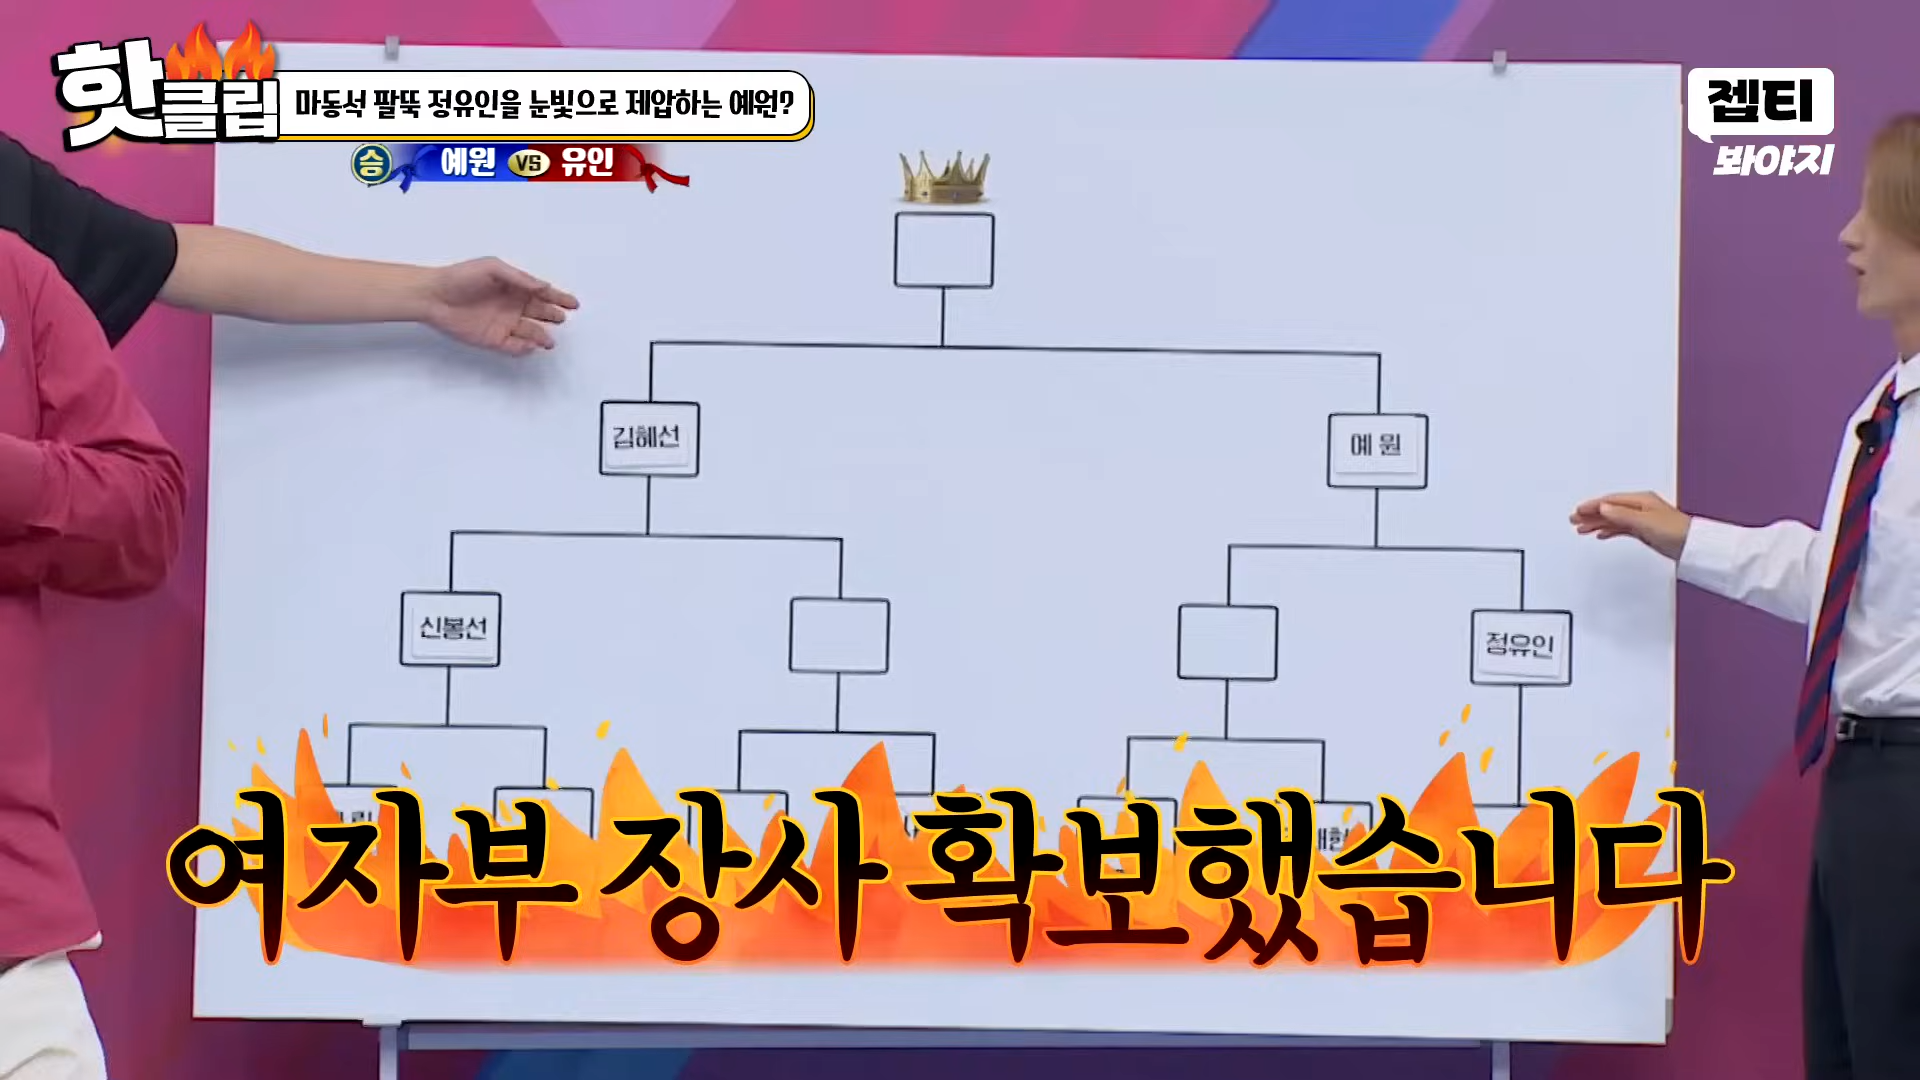 핫클립
마동석 팔뚝 정유인을 눈빛으로 제압하는 예원?
젭티
봐야지
승 예원 VS 유인
김혜선
예원
신봉선
정유인
여자부 장사 확보했습니다